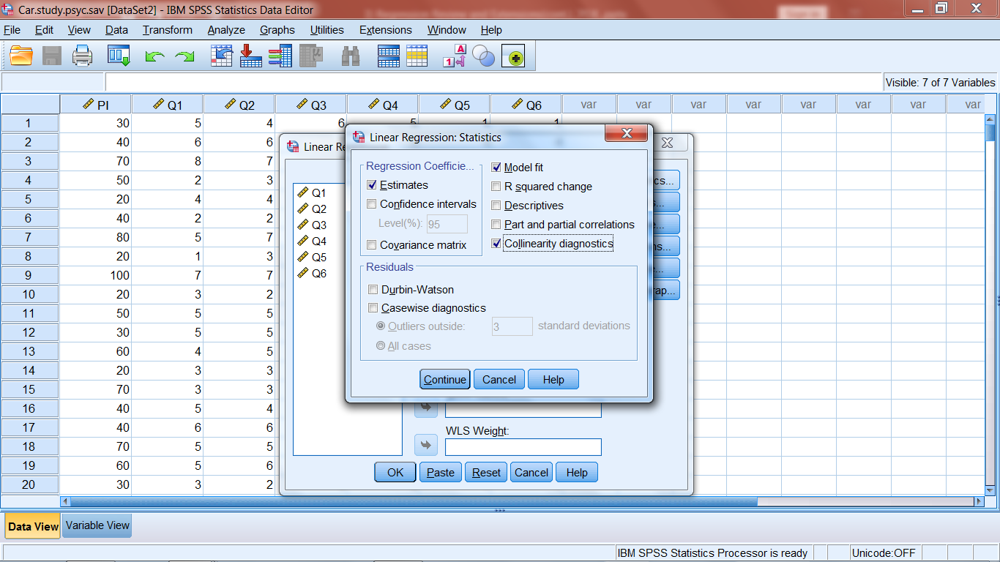 Car.study.psyc.sav [DataSet2] - IBM SPSS Statistics Data Editor
File Edit View Data Transform Analyze Graphs Utilities Extensions Window Help
Visible: 7 of 7 Variables
PI Q1 Q2 Q3 Q4 Q5 Q6 var var var var var var var var
1 30 5 4 6 5 1 1
2 40 6 6
3 70 8 7
4 50 2 3
5 20 4 4
6 40 2 2
7 80 5 7
8 20 1 3
9 100 7 7
10 20 3 2
11 50 5 5
12 30 5 5
13 60 4 5
14 20 3 3
15 70 3 3
16 40 5 4
17 40 6 6
18 70 5 5
19 60 5 6
20 30 3 2
Linear Re
Q1
Q2
Q3
Q4
Q5
Q6
cs...
s...
e...
ns...
e...
ap...
WLS Weight:
OK Paste Reset Cancel Help
Linear Regression: Statistics
Regression Coefficie...
Estimates
Confidence intervals
Level(%): 95
Covariance matrix
Model fit
R squared change
Descriptives
Part and partial correlations
Collinearity diagnostics
Residuals
Durbin-Watson
Casewise diagnostics
Outliers outside: 3 standard deviations
All cases
Continue Cancel Help
Data View Variable View
IBM SPSS Statistics Processor is ready Unicode:OFF